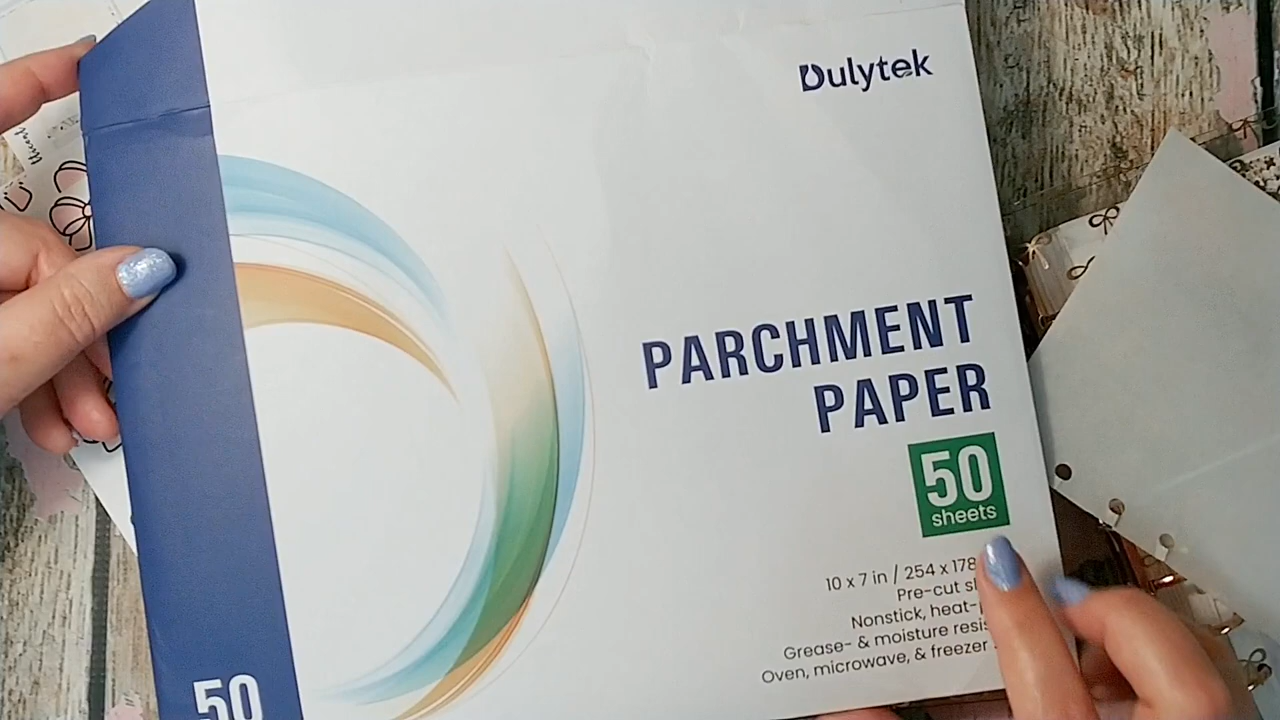 Dulytek
PARCHMENT
PAPER
50
sheets
10 x 7 in / 254 x 178
Pre-cut
Nonstick, heat-
Grease- & moisture
Oven, microwave, & freezer
50